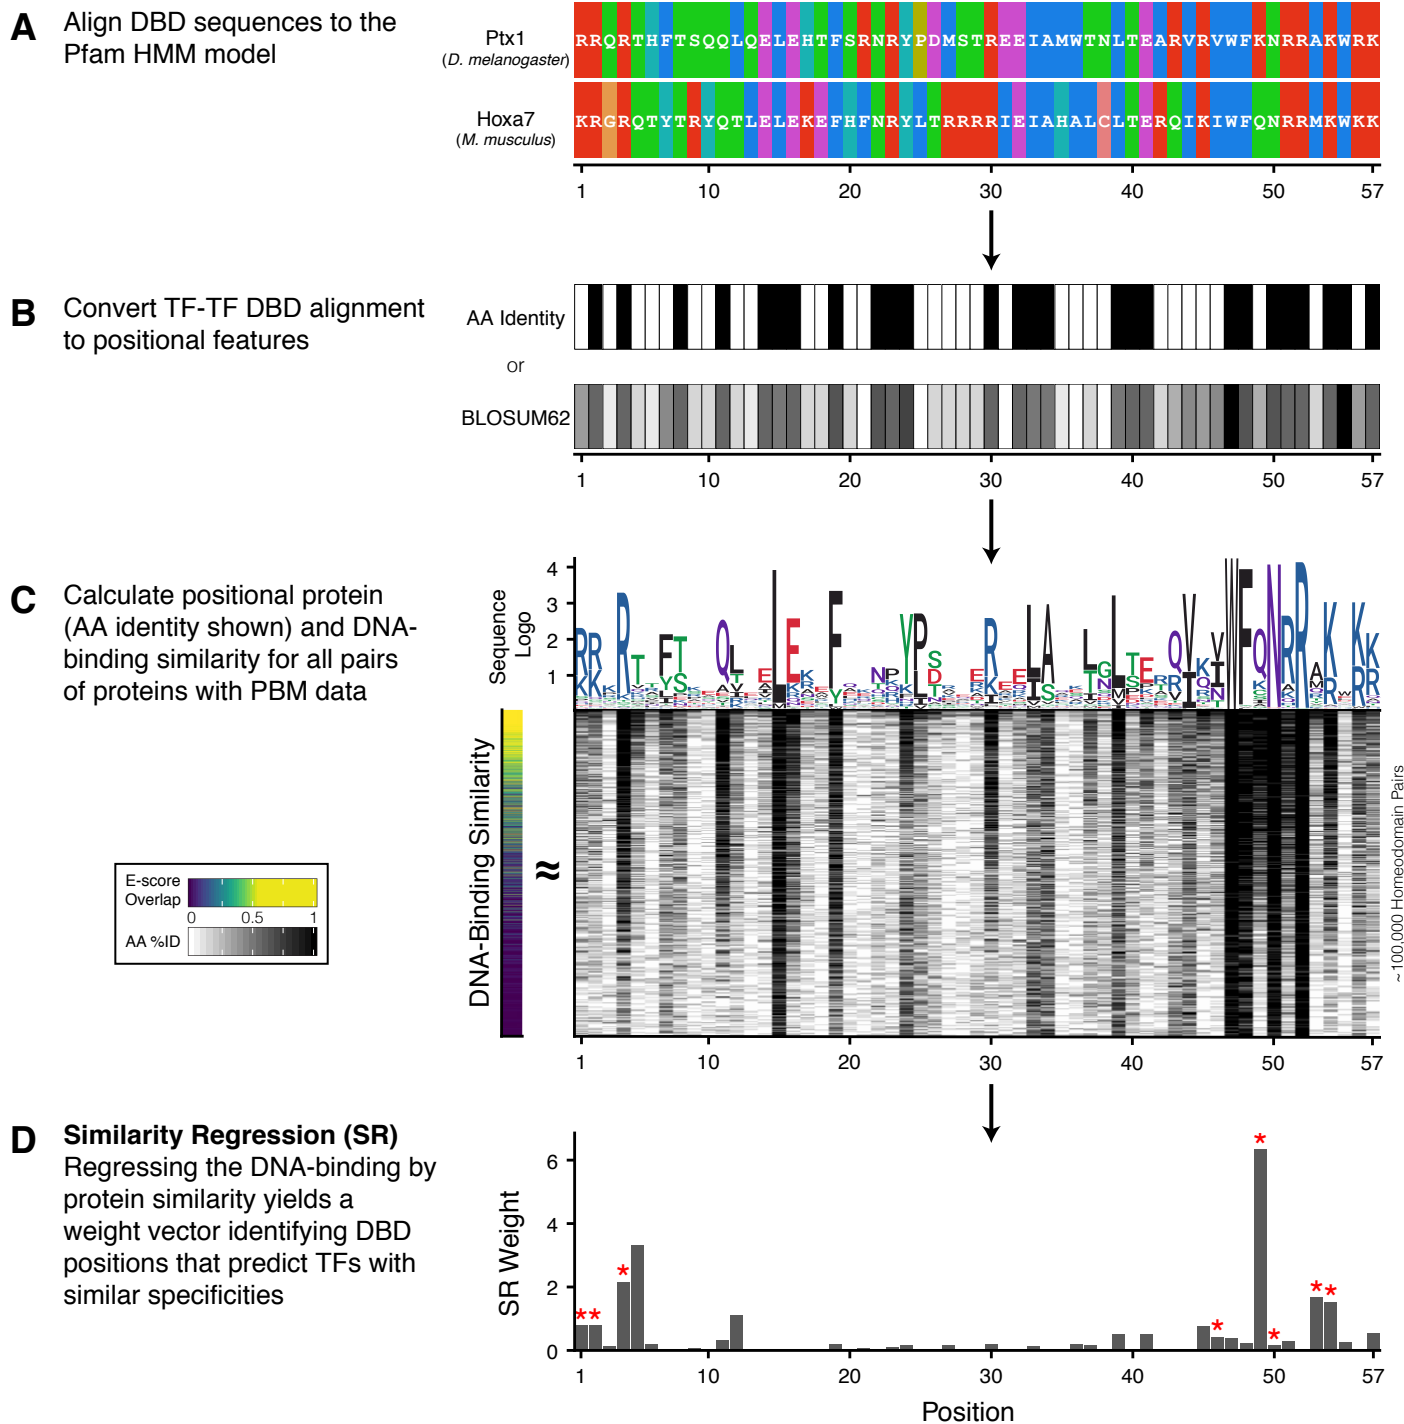 A
Align DBD sequences to the
Pfam HMM model
Ptx1
(D. melanogaster)
RRQRTHFTSQQLQELEHTFSRNRYPDMSTREEIAMWTNLTEARVRVWFKNRRAKWRK
Hoxa7
(M. musculus)
KRGRQTYTRYQTLELEKEFHFNRYLTRRRRIEIAHALCLTERQIKIWFQNRRMKWKK
1 10 20 30 40 50 57
B
Convert TF-TF DBD alignment
to positional features
AA Identity
or
BLOSUM62
1 10 20 30 40 50 57
C
Calculate positional protein
(AA identity shown) and DNA-
binding similarity for all pairs
of proteins with PBM data
Sequence
Logo
4
3
2
1
DNA-Binding Similarity
≈
~100,000 Homeodomain Pairs
E-score
Overlap
0 0.5 1
AA %ID
1 10 20 30 40 50 57
D
Similarity Regression (SR)
Regressing the DNA-binding by
protein similarity yields a
weight vector identifying DBD
positions that predict TFs with
similar specificities
SR Weight
6
4
2
0
* * * * * * * *
1 10 20 30 40 50 57
Position